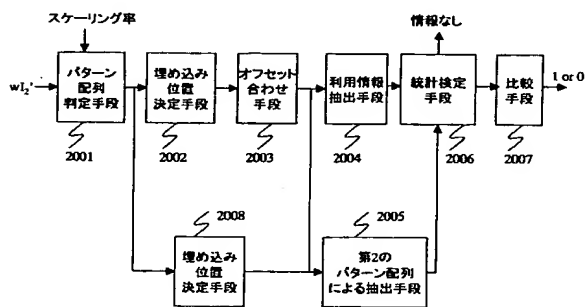 スケーリング率
情報なし
wI₂'
パターン
配列
判定手段
埋め込み
位置
決定手段
オフセット
合わせ
手段
利用情報
抽出手段
統計検定
手段
比較
手段
1 or 0
2001
2002
2003
2004
2006
2007
2008
2005
埋め込み
位置
決定手段
第2の
パターン配列
による抽出手段